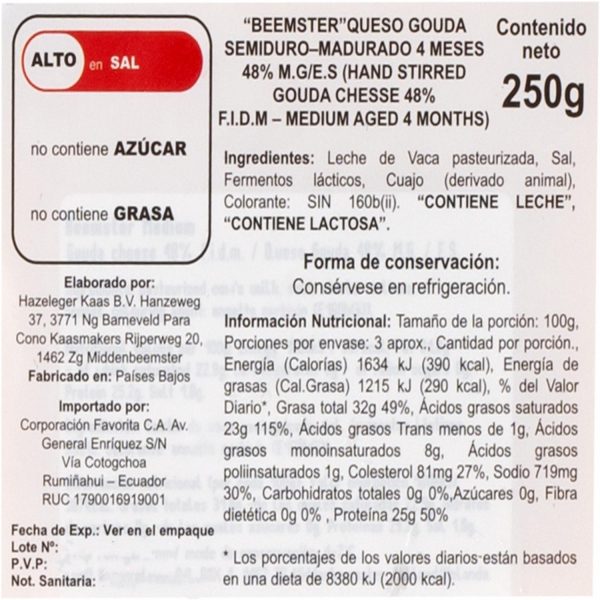 ALTO en SAL
no contiene AZÚCAR
no contiene GRASA
"BEEMSTER"QUESO GOUDA
SEMIDURO–MADURADO 4 MESES
48% M.G/E.S (HAND STIRRED
GOUDA CHESSE 48%
F.I.D.M – MEDIUM AGED 4 MONTHS)
Contenido
neto
250g
Ingredientes: Leche de Vaca pasteurizada, Sal,
Fermentos lácticos, Cuajo (derivado animal),
Colorante: SIN 160b(ii). "CONTIENE LECHE",
"CONTIENE LACTOSA".
Forma de conservación:
Consérvese en refrigeración.
Elaborado por:
Hazeleger Kaas B.V. Hanzeweg
37, 3771 Ng Barneveld Para
Cono Kaasmakers Rijperweg 20,
1462 Zg Middenbeemster
Fabricado en: Países Bajos
Importado por:
Corporación Favorita C.A. Av.
General Enríquez S/N
Vía Cotogchoa
Rumiñahui – Ecuador
RUC 1790016919001
Fecha de Exp.: Ver en el empaque
Lote Nº:
P.V.P:
Not. Sanitaria:
Información Nutricional: Tamaño de la porción: 100g,
Porciones por envase: 3 aprox., Cantidad por porción.,
Energía (Calorías) 1634 kJ (390 kcal), Energía de
grasas (Cal.Grasa) 1215 kJ (290 kcal), % del Valor
Diario*, Grasa total 32g 49%, Ácidos grasos saturados
23g 115%, Ácidos grasos Trans menos de 1g, Ácidos
grasos monoinsaturados 8g, Ácidos grasos
poliinsaturados 1g, Colesterol 81mg 27%, Sodio 719mg
30%, Carbohidratos totales 0g 0%,Azúcares 0g, Fibra
dietética 0g 0% , Proteína 25g 50%
* Los porcentajes de los valores diarios están basados
en una dieta de 8380 kJ (2000 kcal).